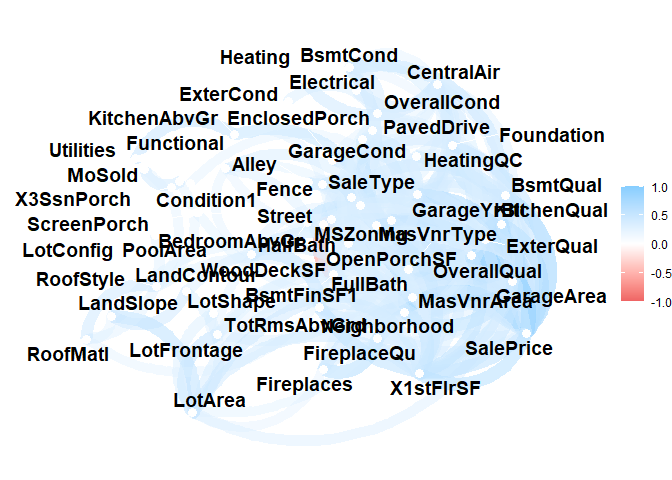 Heating
BsmtCond
CentralAir
Electrical
ExterCond
OverallCond
KitchenAbvGr
EnclosedPorch
PavedDrive
Foundation
Utilities
Functional
GarageCond
HeatingQC
MoSold
Alley
SaleType
BsmtQual
X3SsnPorch
Condition1
Fence
GarageYrBlt
KitchenQual
ScreenPorch
Street
MSZoning
MasVnrType
LotConfig
PoolArea
BedroomAbvGr
HalfBath
ExterQual
RoofStyle
LandContour
WoodDeckSF
OpenPorchSF
OverallQual
LandSlope
LotShape
BsmtFinSF1
FullBath
MasVnrArea
GarageArea
TotRmsAbvGrd
Neighborhood
RoofMatl
LotFrontage
FireplaceQu
SalePrice
Fireplaces
X1stFlrSF
LotArea
1.0
0.5
0.0
-0.5
-1.0